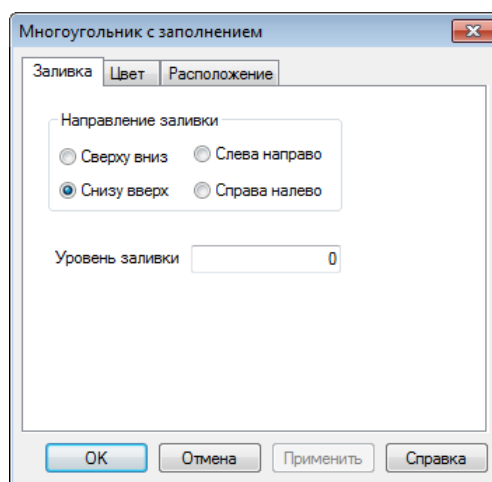 Многоугольник с заполнением
Заливка Цвет Расположение
Направление заливки
Сверху вниз Слева направо
Снизу вверх Справа налево
Уровень заливки 0
OK Отмена Применить Справка